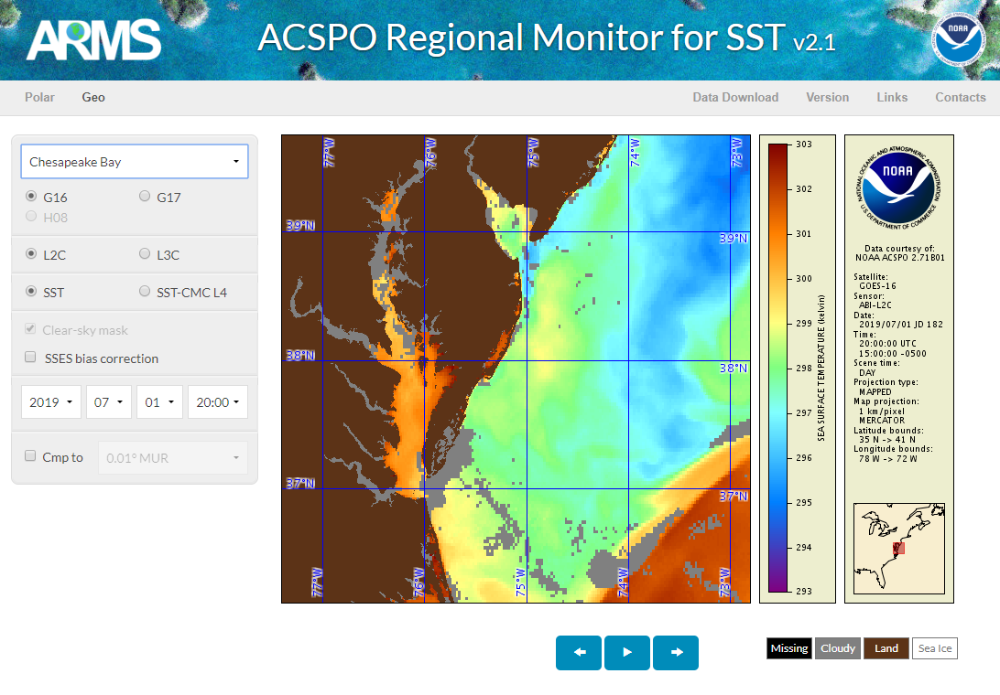 ARMS
ACSPO Regional Monitor for SST v2.1
NOAA
Polar Geo Data Download Version Links Contacts
Chesapeake Bay
G16 G17
H08
L2C L3C
SST SST-CMC L4
Clear-sky mask
SSES bias correction
2019 07 01 20:00
Cmp to 0.01° MUR
77°W 76°W 75°W 74°W 73°W
39°N 39°N
38°N 38°N
37°N 37°N
77°W 76°W 75°W 74°W 73°W
303
302
301
300
299
298
297
296
295
294
293
SEA SURFACE TEMPERATURE (kelvin)
NATIONAL OCEANIC AND ATMOSPHERIC ADMINISTRATION
NOAA
U.S. DEPARTMENT OF COMMERCE
Data courtesy of:
NOAA ACSPO 2.71B01
Satellite:
GOES-16
Sensor:
ABI-L2C
Date:
2019/07/01 JD 182
Time:
20:00:00 UTC
15:00:00 -0500
Scene time:
DAY
Projection type:
MAPPED
Map projection:
1 km/pixel
MERCATOR
Latitude bounds:
35 N -> 41 N
Longitude bounds:
78 W -> 72 W
Missing Cloudy Land Sea Ice